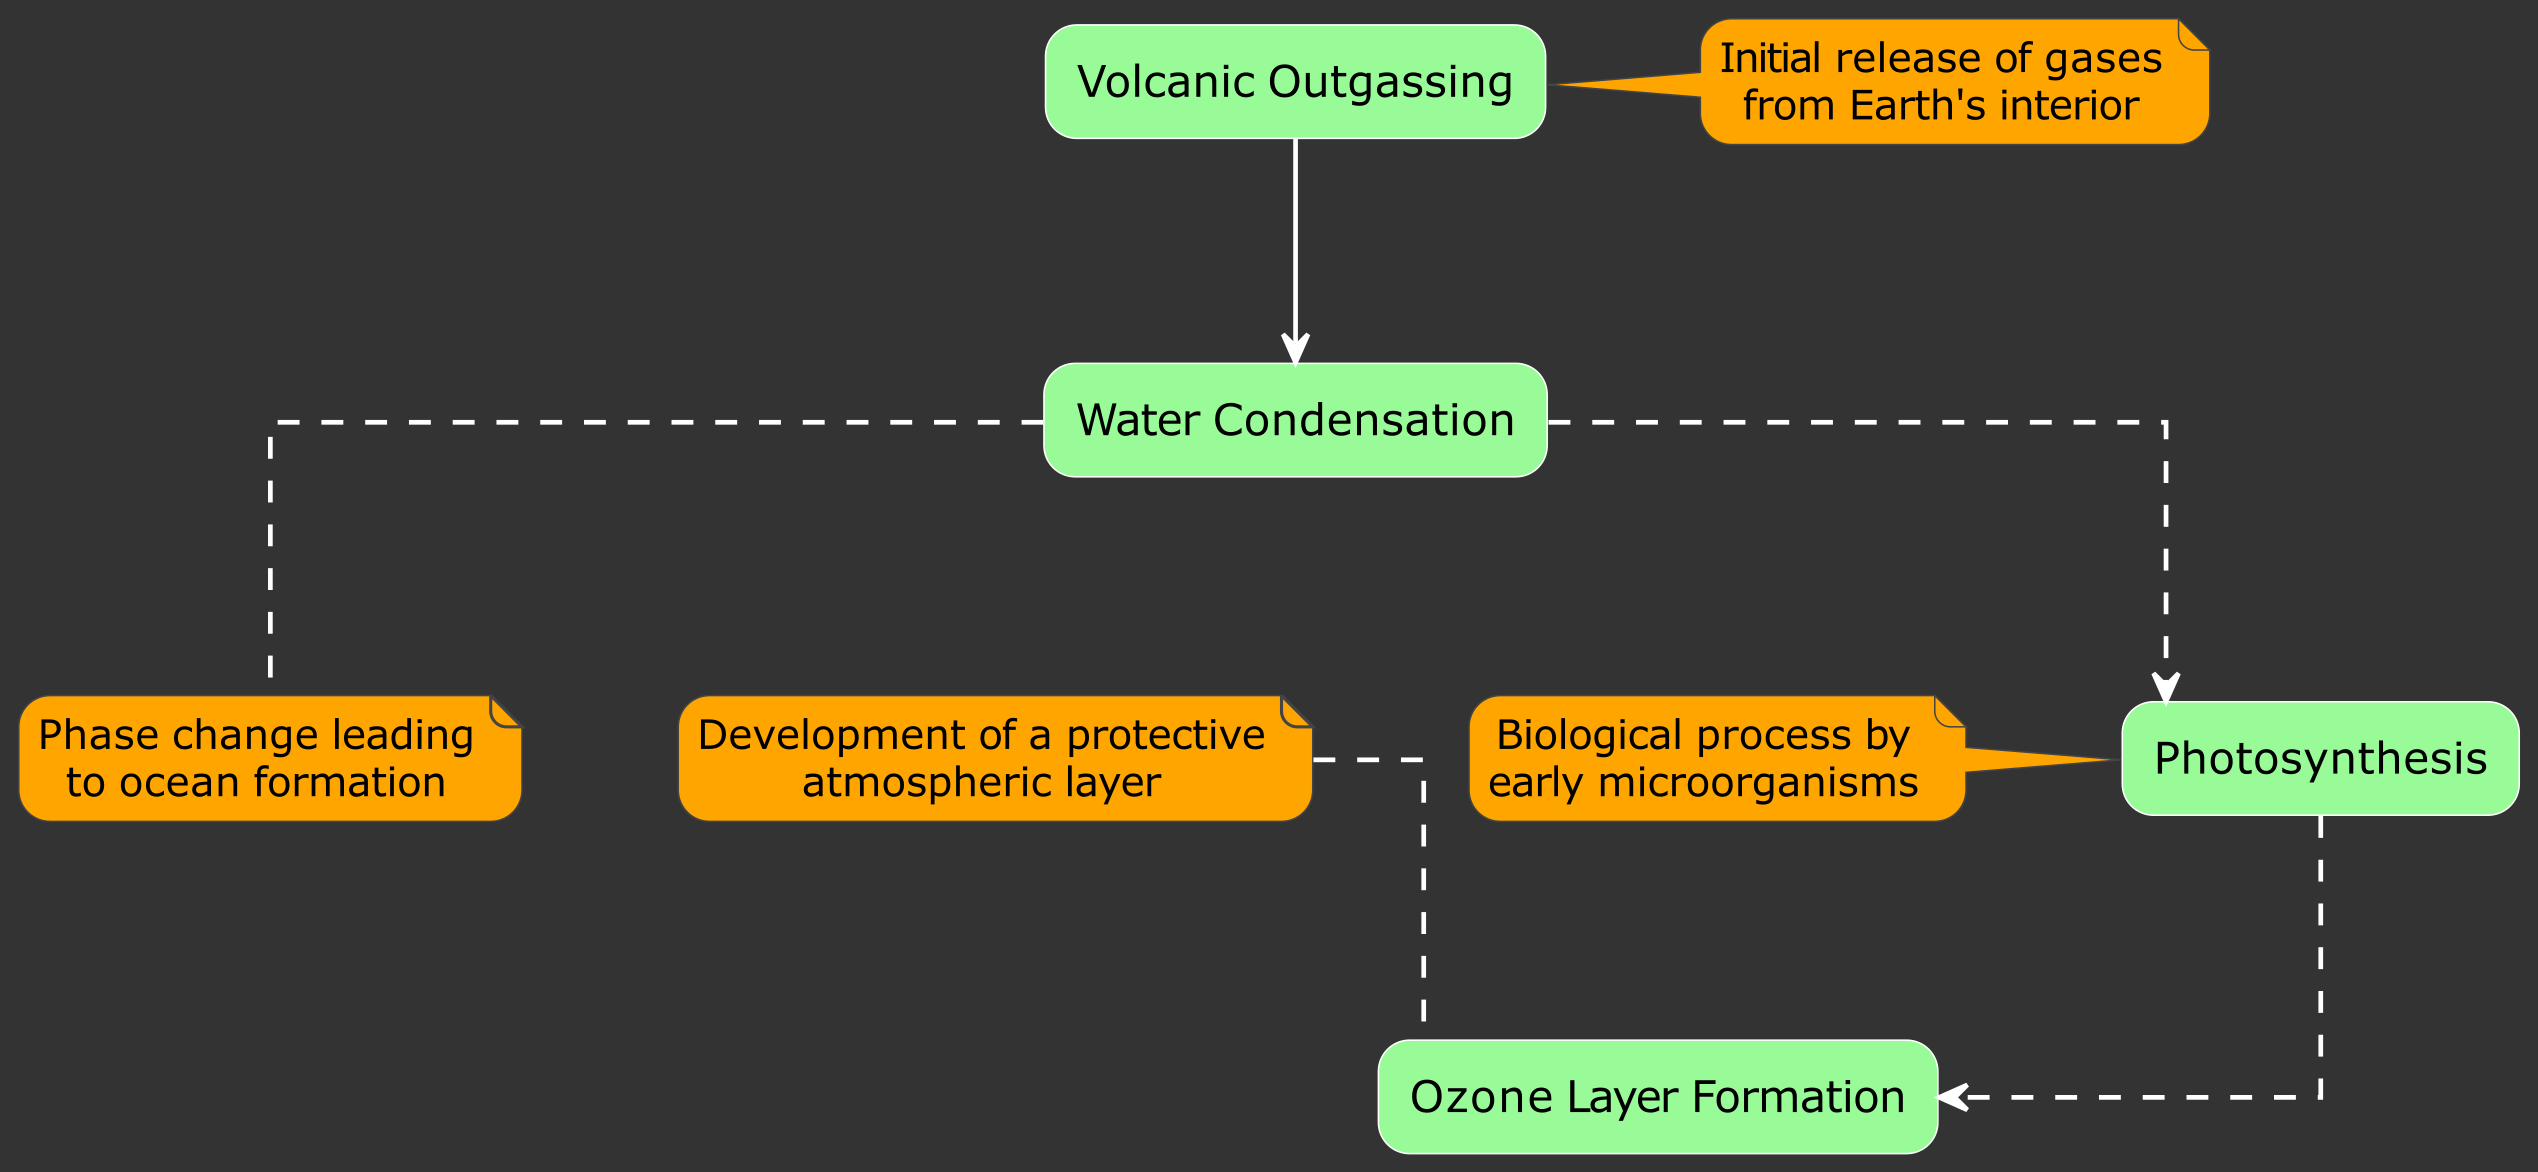 Volcanic Outgassing
Initial release of gases
from Earth's interior
Water Condensation
Phase change leading
to ocean formation
Development of a protective
atmospheric layer
Biological process by
early microorganisms
Photosynthesis
Ozone Layer Formation